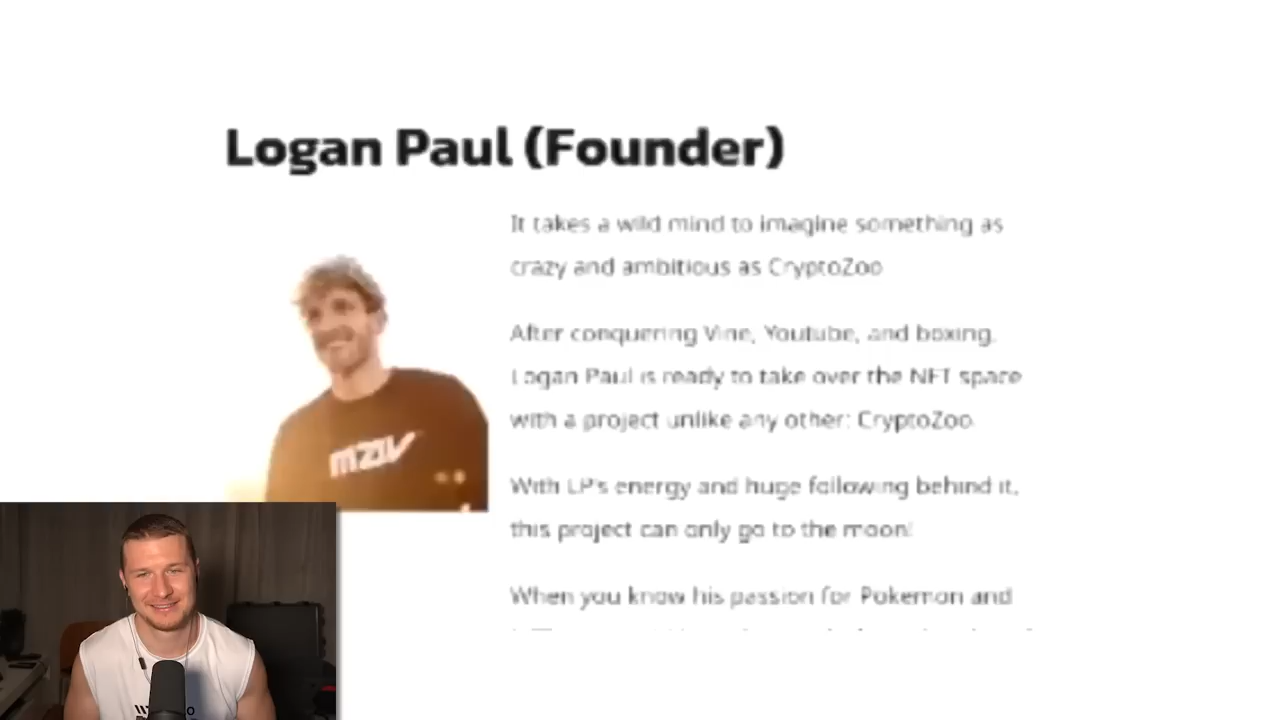 Logan Paul (Founder)
It takes a wild mind to imagine something as
crazy and ambitious as CryptoZoo
After conquering Vine, Youtube, and boxing,
Logan Paul is ready to take over the NFT space
with a project unlike any other: CryptoZoo
With LP's energy and huge following behind it,
this project can only go to the moon!
When you know his passion for Pokemon and